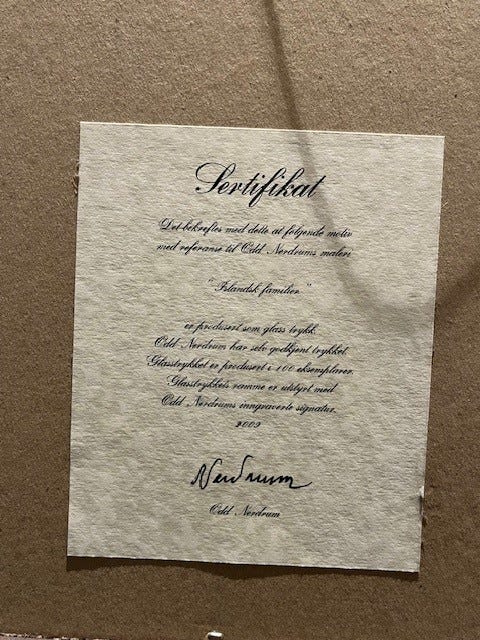 Sertifikat
Det bekreftes med dette at følgende motiv
med referanse til Odd Nerdrums maleri
"Islandsk familier"
er produsert som glass trykk.
Odd Nerdrum har selv godkjent trykket.
Glasstrykket er produsert i 100 eksemplarer.
Glasstrykkets ramme er utstyrt med
Odd Nerdrums inngraverte signatur.
2009
Nerdrum
Odd Nerdrum